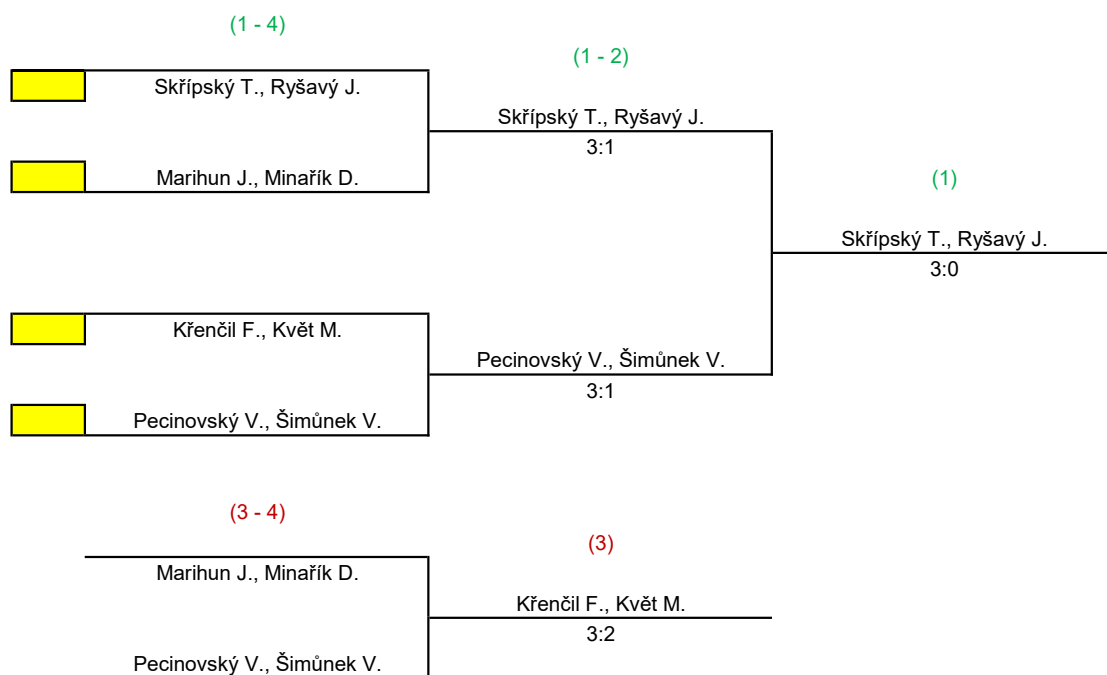 (1 - 4)
(1 - 2)
Skřípský T., Ryšavý J.
Skřípský T., Ryšavý J.
3:1
Marihun J., Minařík D.
(1)
Skřípský T., Ryšavý J.
3:0
Křenčil F., Květ M.
Pecinovský V., Šimůnek V.
3:1
Pecinovský V., Šimůnek V.
(3 - 4)
(3)
Marihun J., Minařík D.
Křenčil F., Květ M.
3:2
Pecinovský V., Šimůnek V.